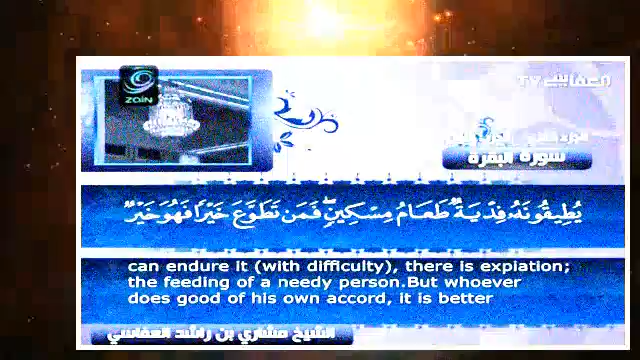 ZAIN
العفاسي TV
سورة البقرة
يُطِيقُونَهُ فِدْيَةٌ طَعَامُ مِسْكِينٍ ۖ فَمَن تَطَوَّعَ خَيْرًا فَهُوَ خَيْرٌ
can endure it (with difficulty), there is expiation;
the feeding of a needy person.But whoever
does good of his own accord, it is better
الشيخ مشاري بن راشد العفاسي